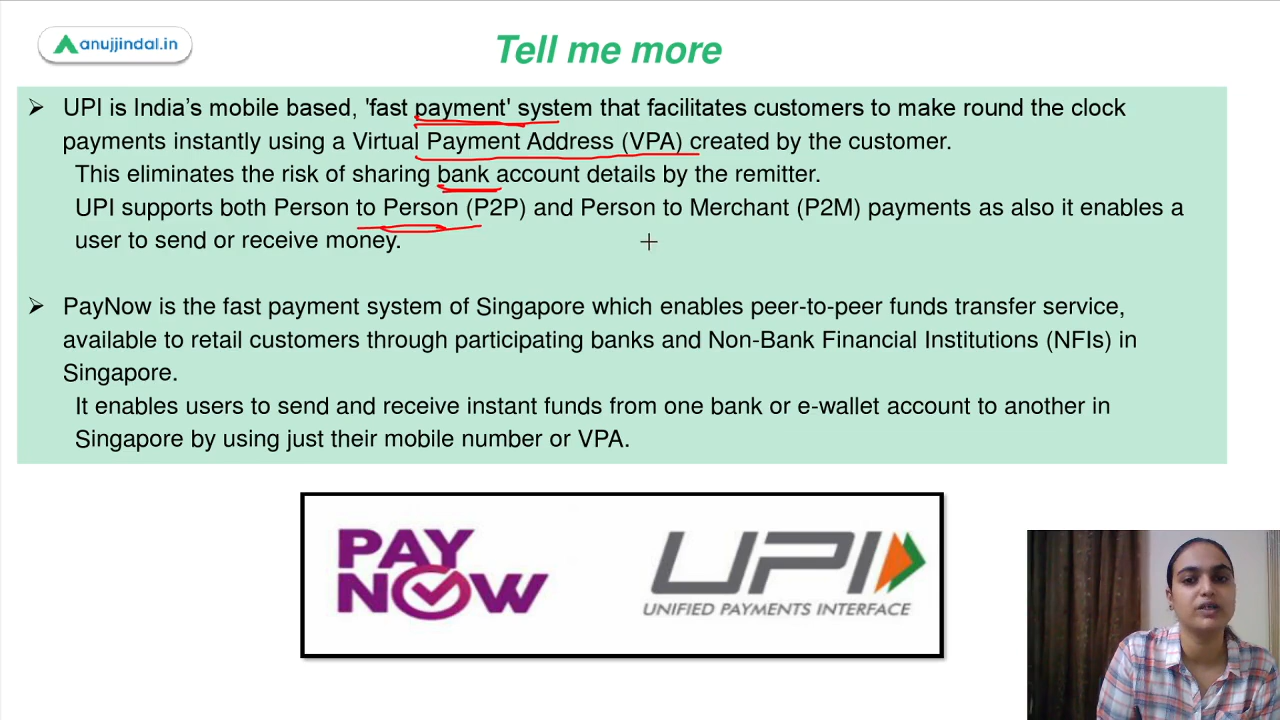 anujjindal.in
Tell me more
➢ UPI is India’s mobile based, 'fast payment' system that facilitates customers to make round the clock
payments instantly using a Virtual Payment Address (VPA) created by the customer.
This eliminates the risk of sharing bank account details by the remitter.
UPI supports both Person to Person (P2P) and Person to Merchant (P2M) payments as also it enables a
user to send or receive money.
➢ PayNow is the fast payment system of Singapore which enables peer-to-peer funds transfer service,
available to retail customers through participating banks and Non-Bank Financial Institutions (NFIs) in
Singapore.
It enables users to send and receive instant funds from one bank or e-wallet account to another in
Singapore by using just their mobile number or VPA.
PAY
NOW
UPI
UNIFIED PAYMENTS INTERFACE